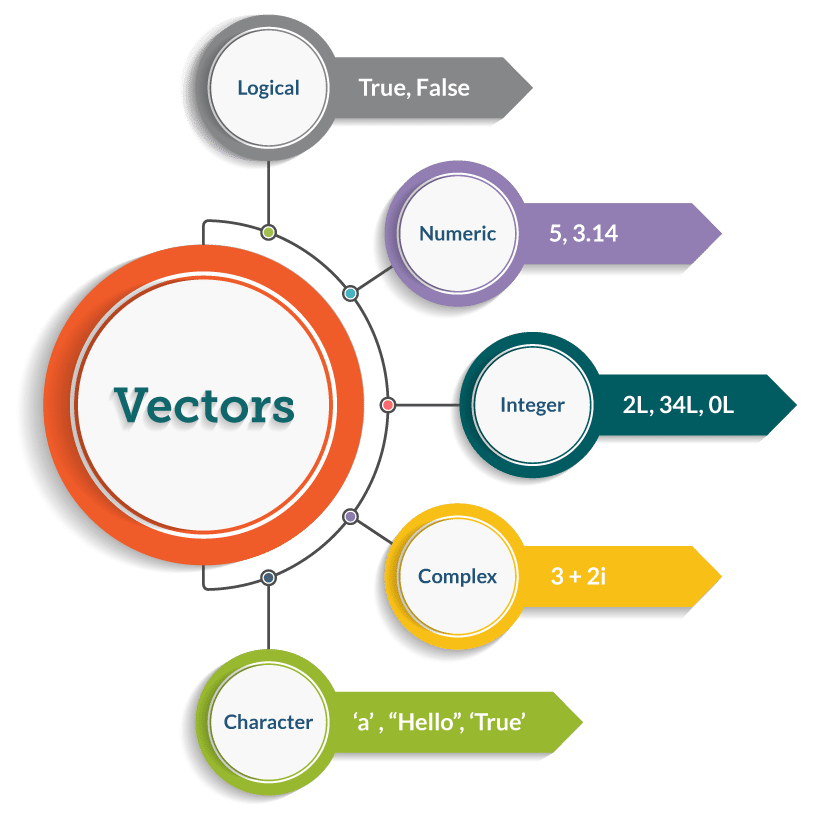 Logical
True, False
Numeric
5, 3.14
Vectors
Integer
2L, 34L, 0L
Complex
3 + 2i
Character
‘a’ , “Hello”, ‘True’